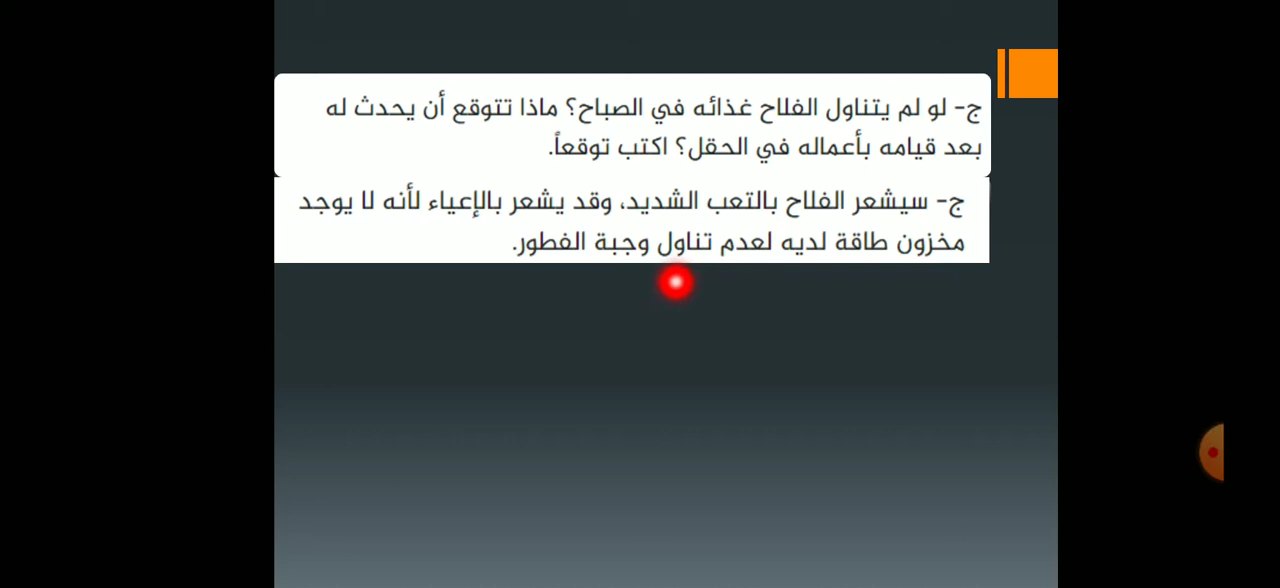 ج- لو لم يتناول الفلاح غذائه في الصباح؟ ماذا تتوقع أن يحدث له
بعد قيامه بأعماله في الحقل؟ اكتب توقعاً.
ج- سيشعر الفلاح بالتعب الشديد، وقد يشعر بالإعياء لأنه لا يوجد
مخزون طاقة لديه لعدم تناول وجبة الفطور.